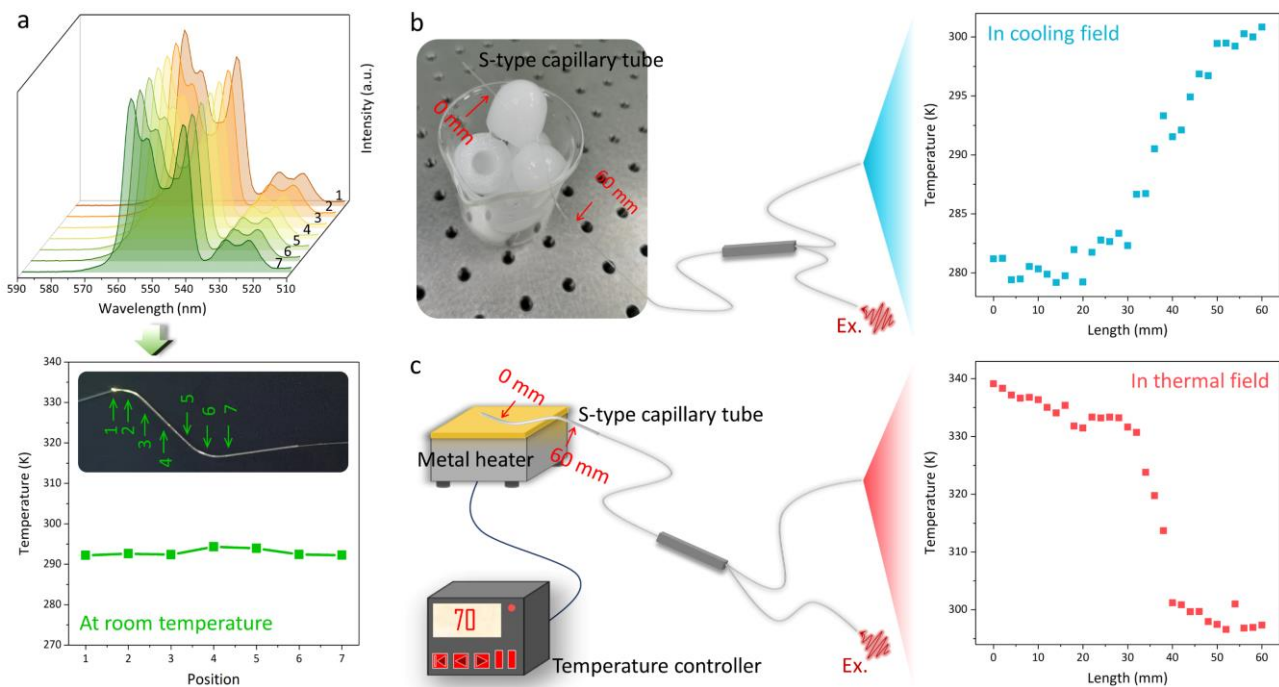 a
Intensity (a.u.)
1
2
3
4
5
6
7
590 580 570 560 550 540 530 520 510
Wavelength (nm)
340
330
320
310
300
290
280
270
Temperature (K)
1
2
3
4
5
6
7
At room temperature
1 2 3 4 5 6 7
Position
b
S-type capillary tube
0 mm
60 mm
Ex.
In cooling field
300
295
290
285
280
Temperature (K)
0 10 20 30 40 50 60
Length (mm)
c
0 mm
S-type capillary tube
60 mm
Metal heater
70
Temperature controller
Ex.
In thermal field
340
330
320
310
300
Temperature (K)
0 10 20 30 40 50 60
Length (mm)